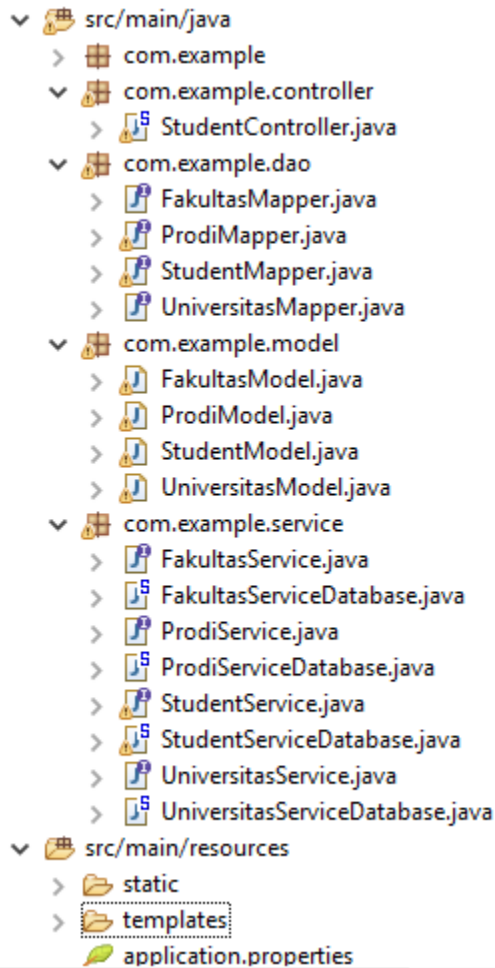 src/main/java
com.example
com.example.controller
StudentController.java
com.example.dao
FakultasMapper.java
ProdiMapper.java
StudentMapper.java
UniversitasMapper.java
com.example.model
FakultasModel.java
ProdiModel.java
StudentModel.java
UniversitasModel.java
com.example.service
FakultasService.java
FakultasServiceDatabase.java
ProdiService.java
ProdiServiceDatabase.java
StudentService.java
StudentServiceDatabase.java
UniversitasService.java
UniversitasServiceDatabase.java
src/main/resources
static
templates
application.properties